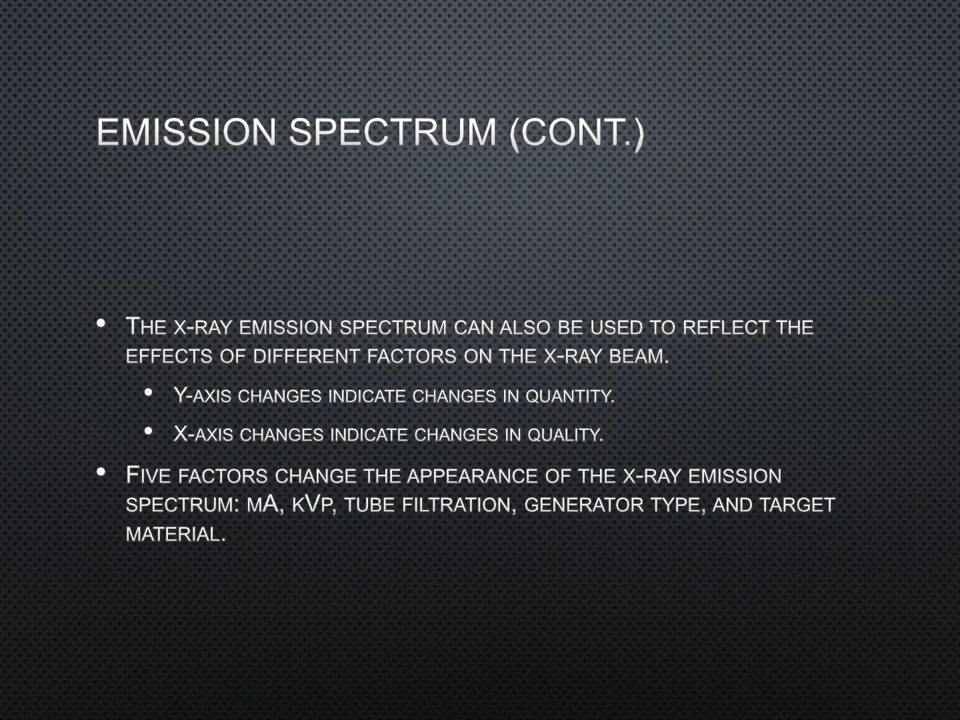 EMISSION SPECTRUM (CONT.)
• The x-ray emission spectrum can also be used to reflect the
effects of different factors on the x-ray beam.
• Y-axis changes indicate changes in quantity.
• X-axis changes indicate changes in quality.
• Five factors change the appearance of the x-ray emission
spectrum: mA, kVp, tube filtration, generator type, and target
material.